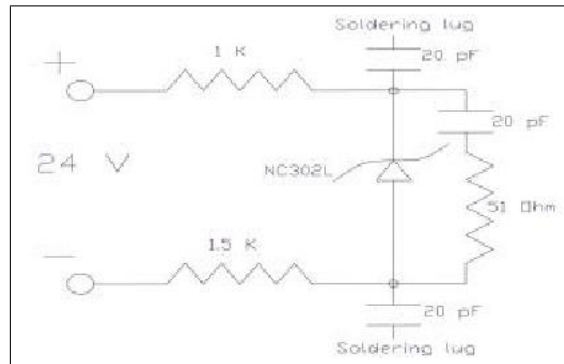 Soldering lug
1 K
20 pF
+
20 pF
24 V
NC302L
51 Ohm
1.5 K
−
20 pF
Soldering lug